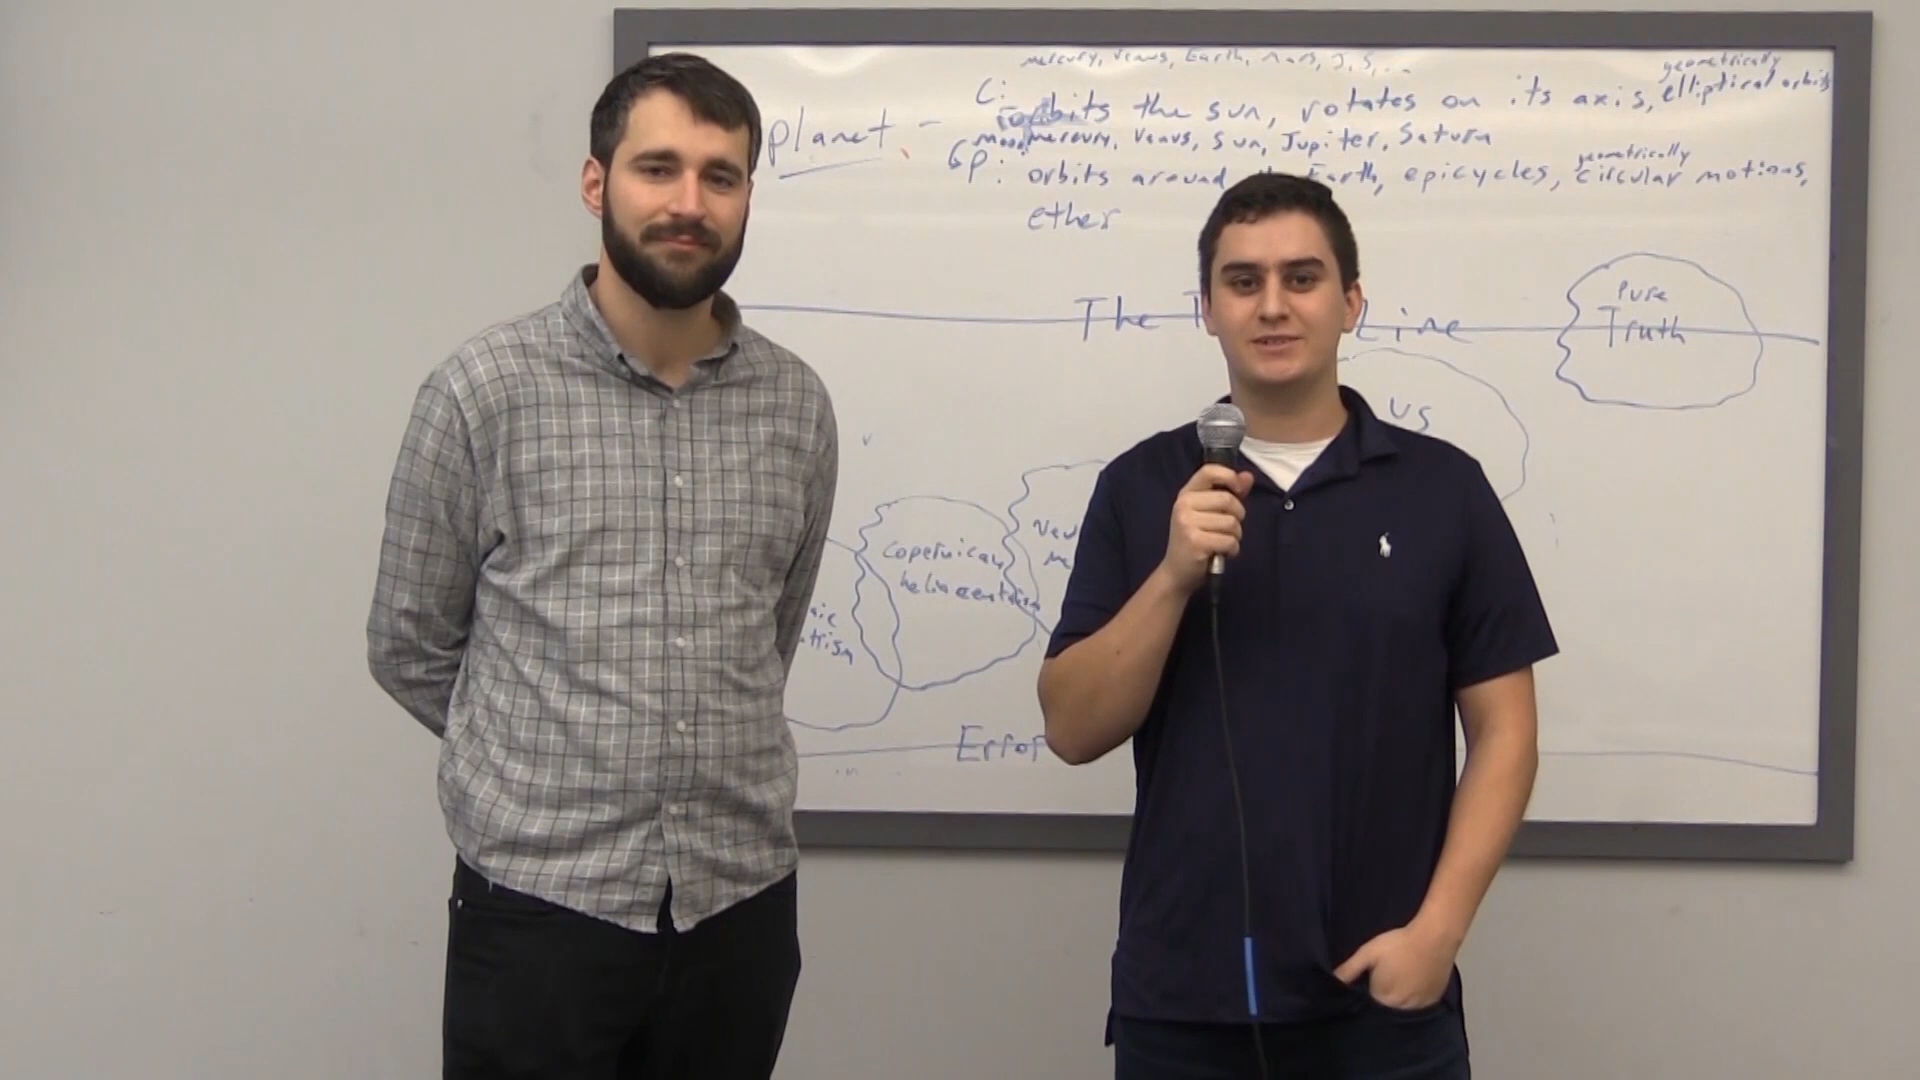 mercury, Venus, Earth, Mars, J, S, ...
geometrically
C: orbits the sun, rotates on its axis, elliptical orbits
planet -
Moon, mercury, Venus, Sun, Jupiter, Saturn
geometrically
P: orbits around Earth, epicycles, circular motions,
ether
The Line
Pure
Truth
US
Copernican
heliocentrism
Error